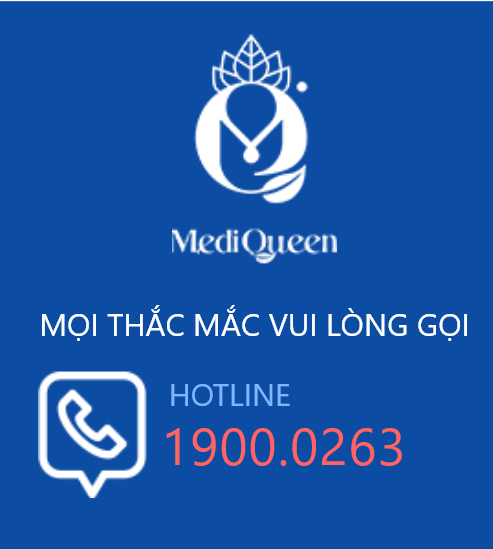 MediQueen
MỌI THẮC MẮC VUI LÒNG GỌI
HOTLINE
1900.0263